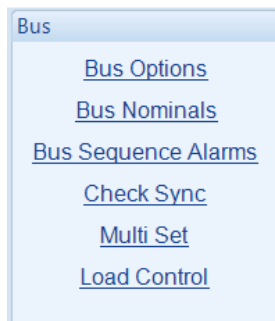 Bus
Bus Options
Bus Nominals
Bus Sequence Alarms
Check Sync
Multi Set
Load Control